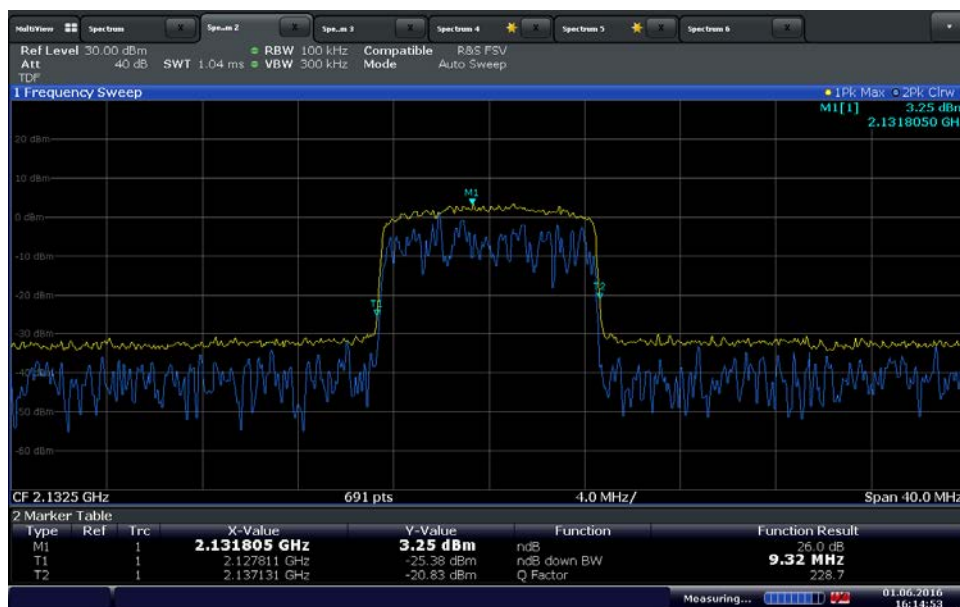 MultiView Spectrum X Spe...m 2 X Spe...m 3 X Spectrum 4 X Spectrum 5 X Spectrum 6 X
Ref Level 30.00 dBm RBW 100 kHz Compatible R&S FSV
Att 40 dB SWT 1.04 ms VBW 300 kHz Mode Auto Sweep
TDF
1 Frequency Sweep 1Pk Max 2Pk Clrw
M1[1] 3.25 dBm
2.1318050 GH
M1
20 dBm
10 dBm
0 dBm
-10 dBm
-20 dBm
T2
-30 dBm
-40 dBm
-50 dBm
-60 dBm
CF 2.1325 GHz 691 pts 4.0 MHz/ Span 40.0 MHz
2 Marker Table
Type Ref Trc X-Value Y-Value Function Function Result
M1 1 2.131805 GHz 3.25 dBm ndB 26.0 dB
T1 1 2.127811 GHz -25.38 dBm ndB down BW 9.32 MHz
T2 1 2.137131 GHz -20.83 dBm Q Factor 228.7
Measuring... 01.06.2016
16:14:53